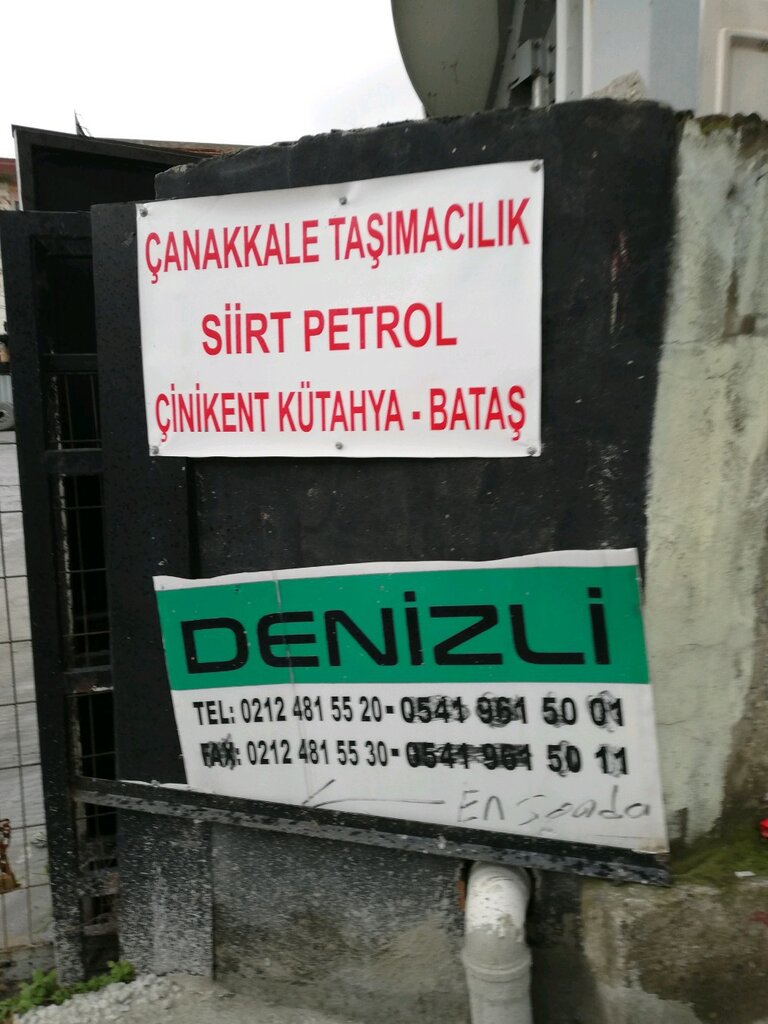 ÇANAKKALE TAŞIMACILIK
SİİRT PETROL
ÇİNİKENT KÜTAHYA - BATAŞ
DENİZLİ
TEL: 0212 481 55 20 - 0541 961 50 01
FAX: 0212 481 55 30 - 0541 961 50 11
En